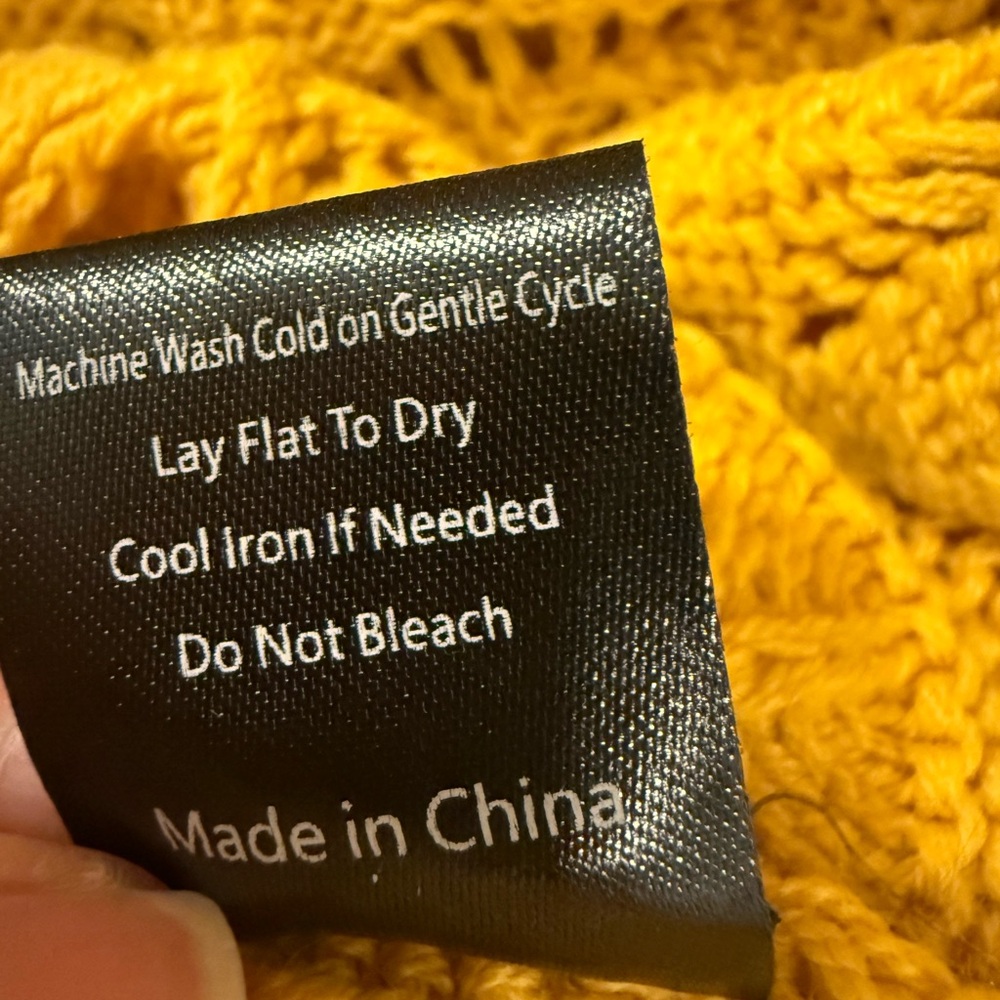 Machine Wash Cold on Gentle Cycle
Lay Flat To Dry
Cool Iron If Needed
Do Not Bleach
Made in China